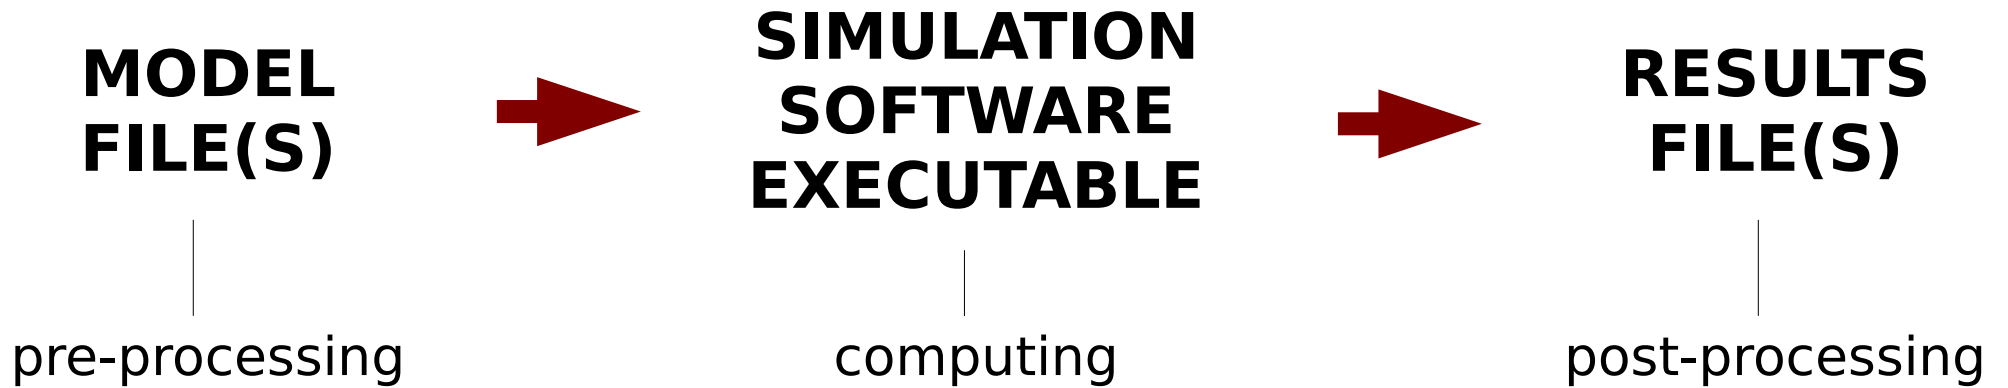 MODEL
FILE(S)
SIMULATION
SOFTWARE
EXECUTABLE
RESULTS
FILE(S)
pre-processing
computing
post-processing